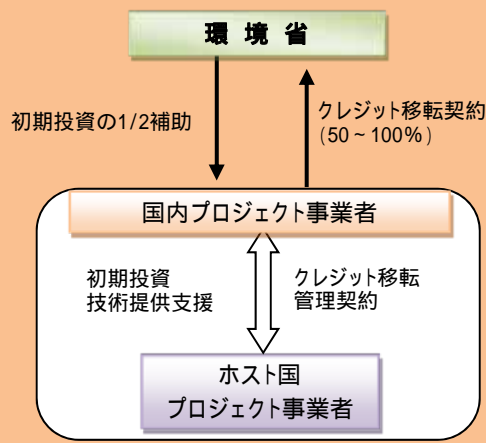 環 境 省
初期投資の1/2補助
クレジット移転契約
(50～100%)
国内プロジェクト事業者
初期投資
技術提供支援
クレジット移転
管理契約
ホスト国
プロジェクト事業者